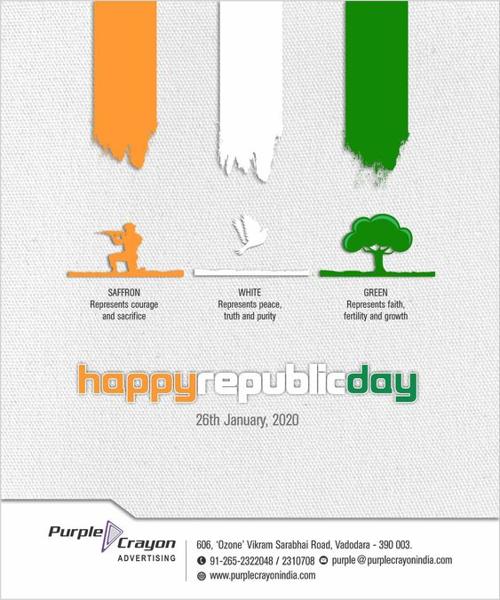 SAFFRON
Represents courage
and sacrifice
WHITE
Represents peace,
truth and purity
GREEN
Represents faith,
fertility and growth
happyrepublicday
26th January, 2020
Purple Crayon
ADVERTISING
606, ‘Ozone’ Vikram Sarabhai Road, Vadodara - 390 003.
91-265-2322048 / 2310708 purple@purplecrayonindia.com
www.purplecrayonindia.com